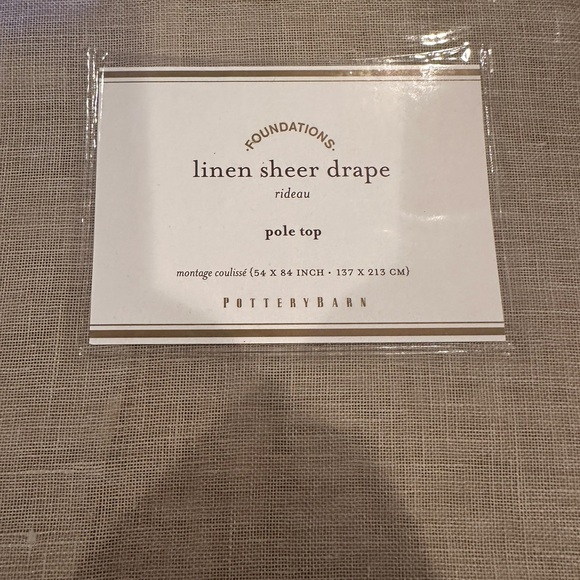 ·FOUNDATIONS·
linen sheer drape
rideau
pole top
montage coulissé (54 X 84 INCH · 137 X 213 CM)
POTTERYBARN